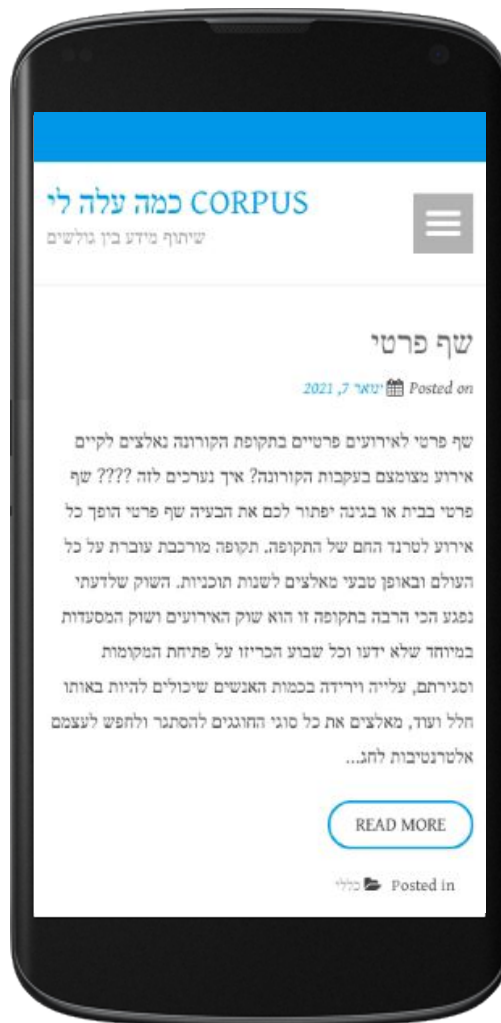 כמה עלה לי CORPUS
שיתוף מידע בין גולשים
שף פרטי
Posted on ינואר 7, 2021
שף פרטי לאירועים פרטיים בתקופת הקורונה נאלצים לקיים
אירוע מצומצם בעקבות הקורונה? איך נערכים לזה ???? שף
פרטי בבית או בגינה יפתור לכם את הבעיה שף פרטי הופך כל
אירוע לטרנד החם של התקופה. תקופה מורכבת עוברת על כל
העולם ובאופן טבעי מאלצים לשנות תוכניות. השוק שלדעתי
נפגע הכי הרבה בתקופה זו הוא שוק האירועים ושוק המסעדות
במיוחד שלא ידעו וכל שבוע הכריזו על פתיחת המקומות
וסגירתם, עלייה וירידה בכמות האנשים שיכולים להיות באותו
חלל ועוד, מאלצים את כל סוגי החוגגים להסתגר ולחפש לעצמם
אלטרנטיבות לחג...
READ MORE
Posted in כללי